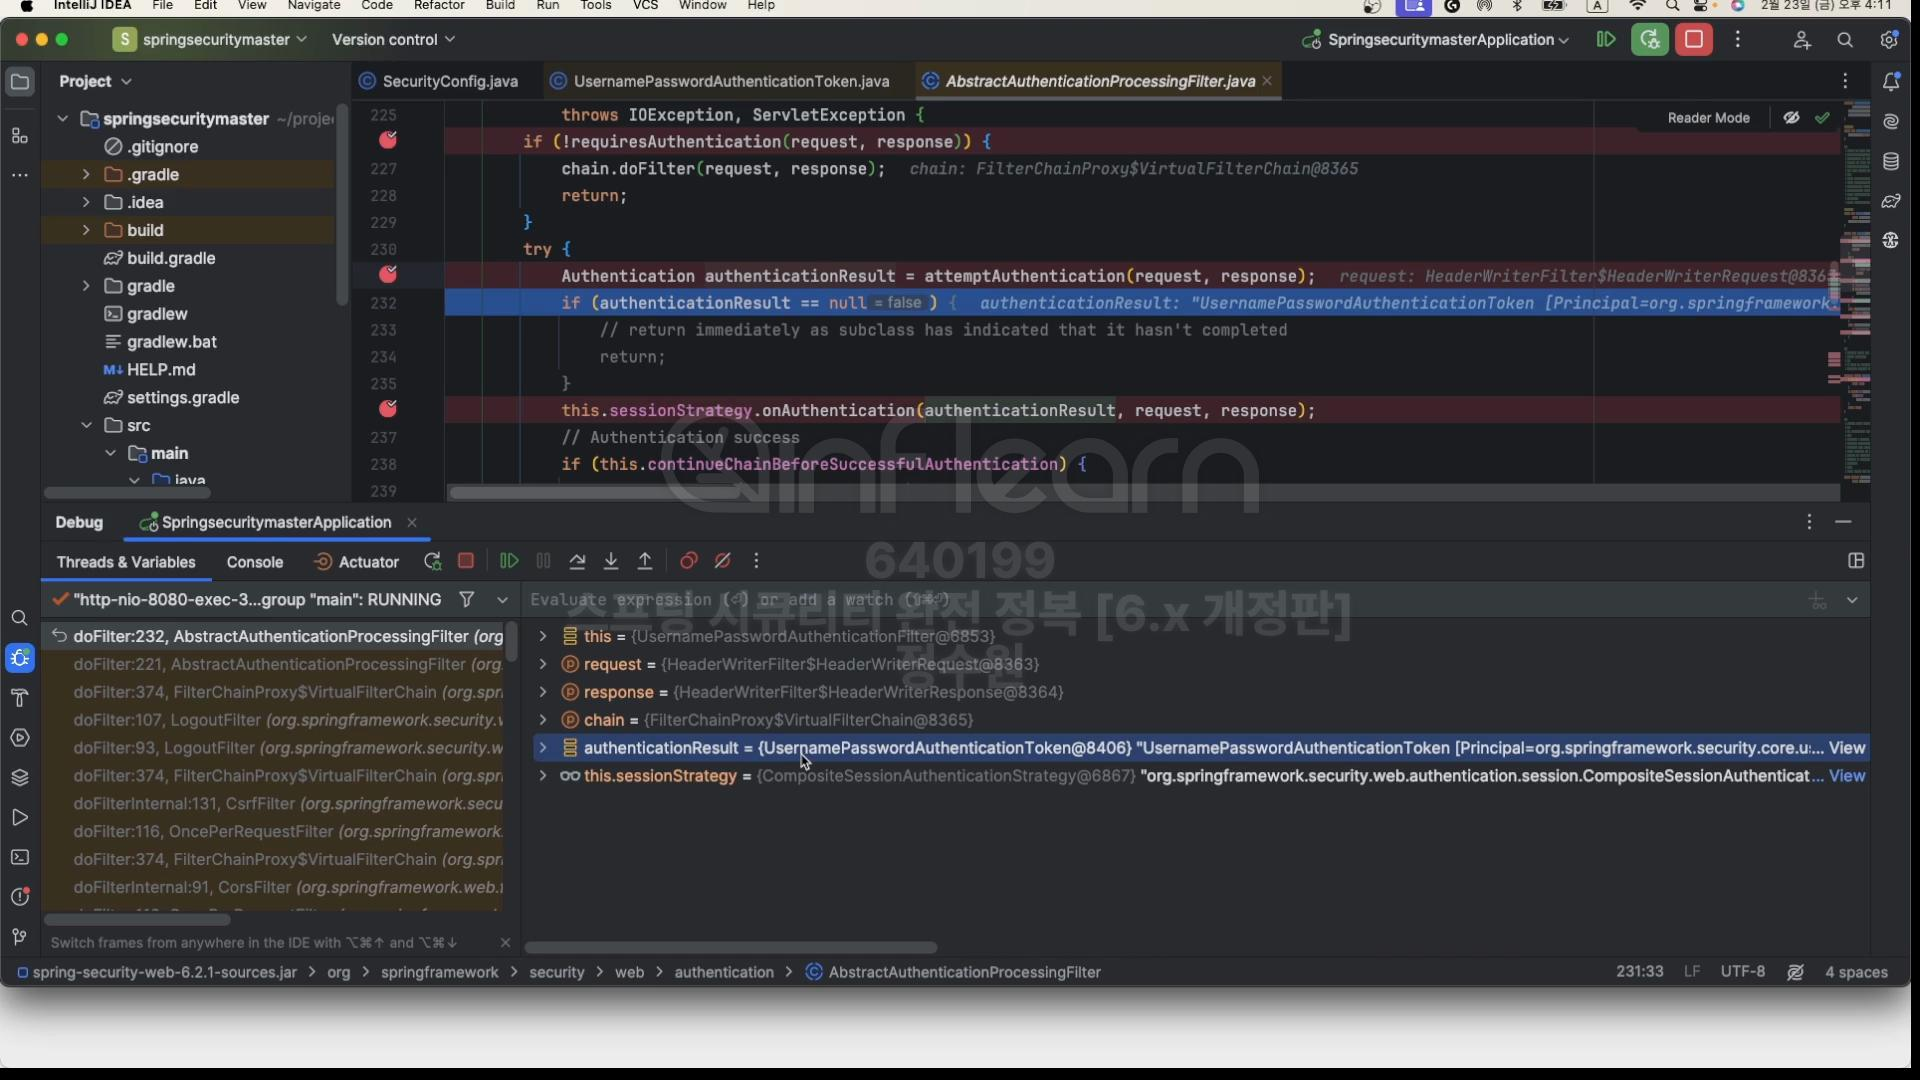 IntelliJ IDEA File Edit View Navigate Code Refactor Build Run Tools VCS Window Help A 2월 23일 (금) 오후 4:11
S springsecuritymaster Version control SpringsecuritymasterApplication
Project
SecurityConfig.java UsernamePasswordAuthenticationToken.java AbstractAuthenticationProcessingFilter.java
Reader Mode
springsecuritymaster ~/proje
.gitignore
.gradle
.idea
build
build.gradle
gradle
gradlew
gradlew.bat
M↓ HELP.md
settings.gradle
src
main
java
225 throws IOException, ServletException {
if (!requiresAuthentication(request, response)) {
227 chain.doFilter(request, response); chain: FilterChainProxy$VirtualFilterChain@8365
228 return;
229 }
230 try {
Authentication authenticationResult = attemptAuthentication(request, response); request: HeaderWriterFilter$HeaderWriterRequest@836
232 if (authenticationResult == null = false ) { authenticationResult: "UsernamePasswordAuthenticationToken [Principal=org.springframework.
233 // return immediately as subclass has indicated that it hasn't completed
234 return;
235 }
this.sessionStrategy.onAuthentication(authenticationResult, request, response);
237 // Authentication success
238 if (this.continueChainBeforeSuccessfulAuthentication) {
239
inflearn
640199
스프링 시큐리티 완전 정복 [6.x 개정판]
정수원
Debug SpringsecuritymasterApplication
Threads & Variables Console Actuator
"http-nio-8080-exec-3...group "main": RUNNING
Evaluate expression (⏎) or add a watch (⇧⌘⏎)
doFilter:232, AbstractAuthenticationProcessingFilter (org
doFilter:221, AbstractAuthenticationProcessingFilter (org
doFilter:374, FilterChainProxy$VirtualFilterChain (org.spri
doFilter:107, LogoutFilter (org.springframework.security.v
doFilter:93, LogoutFilter (org.springframework.security.w
doFilter:374, FilterChainProxy$VirtualFilterChain (org.spri
doFilterInternal:131, CsrfFilter (org.springframework.secu
doFilter:116, OncePerRequestFilter (org.springframework.
doFilter:374, FilterChainProxy$VirtualFilterChain (org.spri
doFilterInternal:91, CorsFilter (org.springframework.web.f
this = {UsernamePasswordAuthenticationFilter@6853}
request = {HeaderWriterFilter$HeaderWriterRequest@8363}
response = {HeaderWriterFilter$HeaderWriterResponse@8364}
chain = {FilterChainProxy$VirtualFilterChain@8365}
authenticationResult = {UsernamePasswordAuthenticationToken@8406} "UsernamePasswordAuthenticationToken [Principal=org.springframework.security.core.u:... View
this.sessionStrategy = {CompositeSessionAuthenticationStrategy@6867} "org.springframework.security.web.authentication.session.CompositeSessionAuthenticat... View
Switch frames from anywhere in the IDE with ⌥⌘↑ and ⌥⌘↓
spring-security-web-6.2.1-sources.jar > org > springframework > security > web > authentication > AbstractAuthenticationProcessingFilter 231:33 LF UTF-8 4 spaces